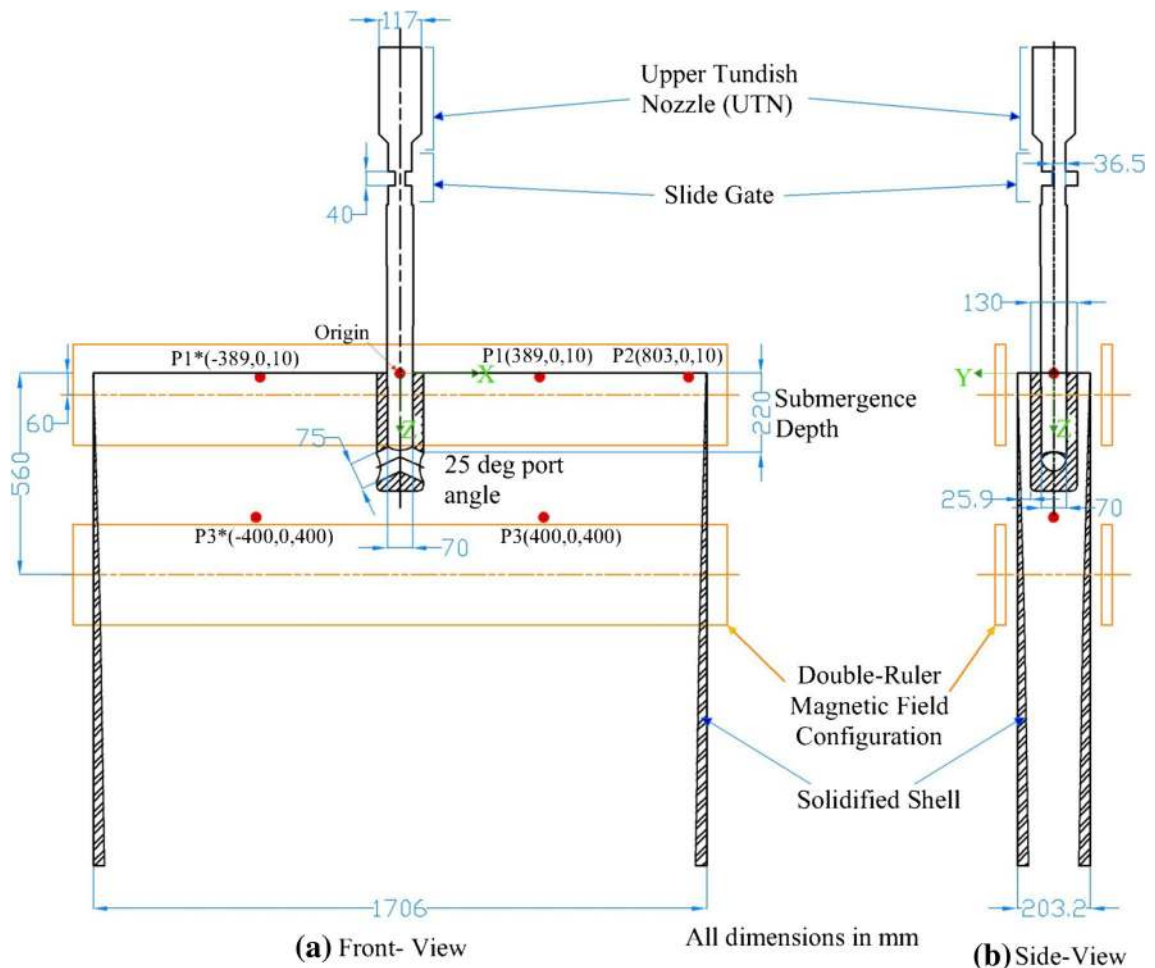 117
Upper Tundish
Nozzle (UTN)
36.5
40
Slide Gate
130
Origin
P1*(-389,0,10)
P1(389,0,10)
P2(803,0,10)
X
Y
60
560
Z
Z
220
Submergence
Depth
75
25 deg port
angle
25.9
70
P3*(-400,0,400)
P3(400,0,400)
70
Double-Ruler
Magnetic Field
Configuration
Solidified Shell
1706
203.2
All dimensions in mm
(a) Front- View
(b) Side-View